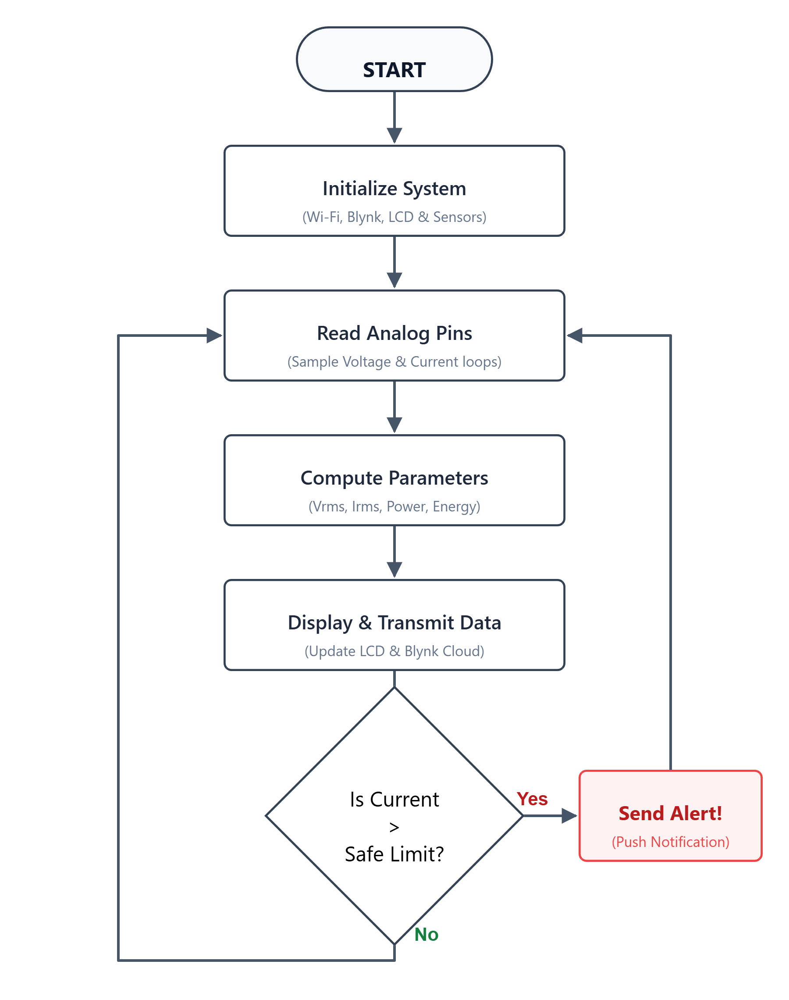 START
Initialize System
(Wi-Fi, Blynk, LCD & Sensors)
Read Analog Pins
(Sample Voltage & Current loops)
Compute Parameters
(Vrms, Irms, Power, Energy)
Display & Transmit Data
(Update LCD & Blynk Cloud)
Is Current
>
Safe Limit?
Yes
Send Alert!
(Push Notification)
No